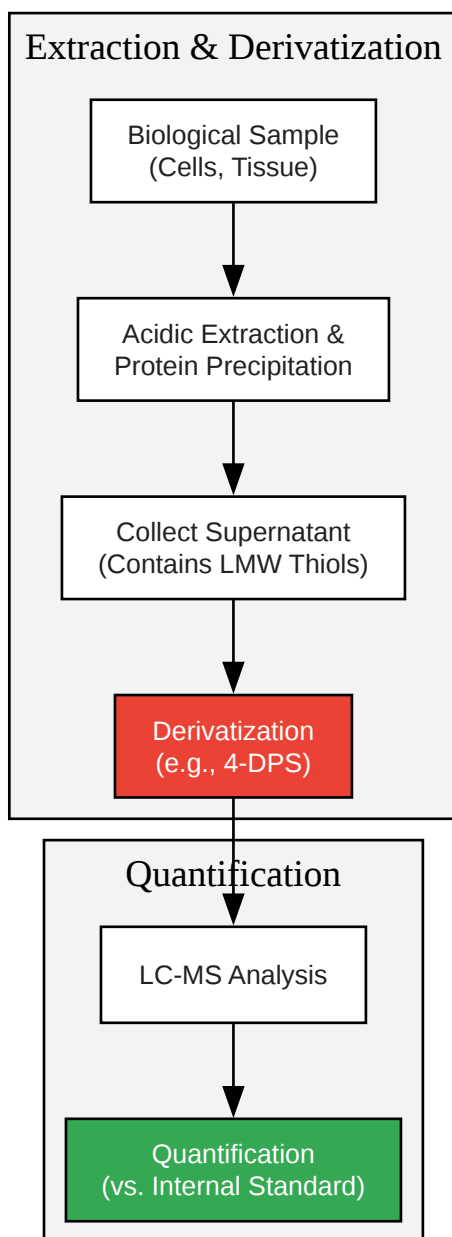 Extraction & Derivatization
Biological Sample
(Cells, Tissue)
Acidic Extraction &
Protein Precipitation
Collect Supernatant
(Contains LMW Thiols)
Derivatization
(e.g., 4-DPS)
Quantification
LC-MS Analysis
Quantification
(vs. Internal Standard)